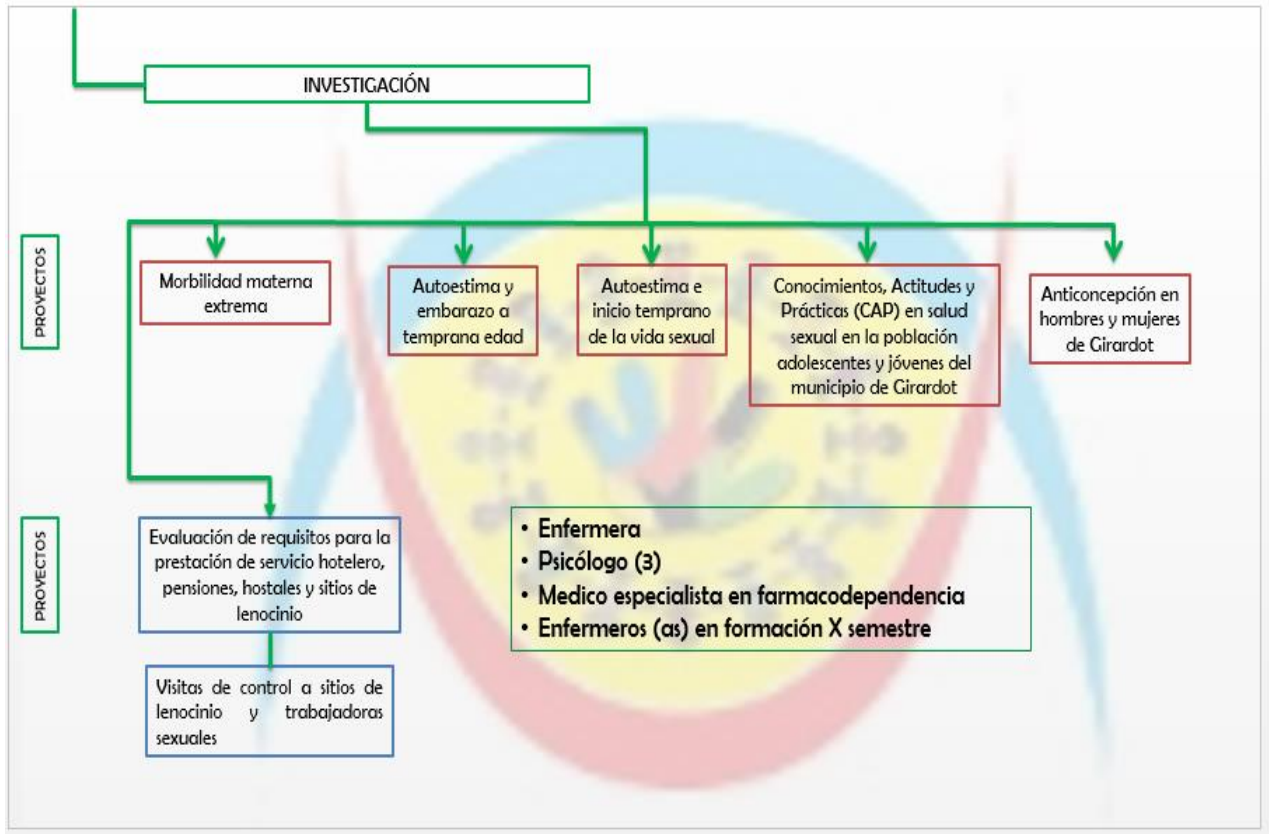 INVESTIGACIÓN
PROYECTOS
Morbilidad materna
extrema
Autoestima y
embarazo a
temprana edad
Autoestima e
inicio temprano
de la vida sexual
Conocimientos, Actitudes y
Prácticas (CAP) en salud
sexual en la población
adolescentes y jóvenes del
municipio de Girardot
Anticoncepción en
hombres y mujeres
de Girardot
PROYECTOS
Evaluación de requisitos para la
prestación de servicio hotelero,
pensiones, hostales y sitios de
lenocinio
• Enfermera
• Psicólogo (3)
• Medico especialista en farmacodependencia
• Enfermeros (as) en formación X semestre
Visitas de control a sitios de
lenocinio y trabajadoras
sexuales